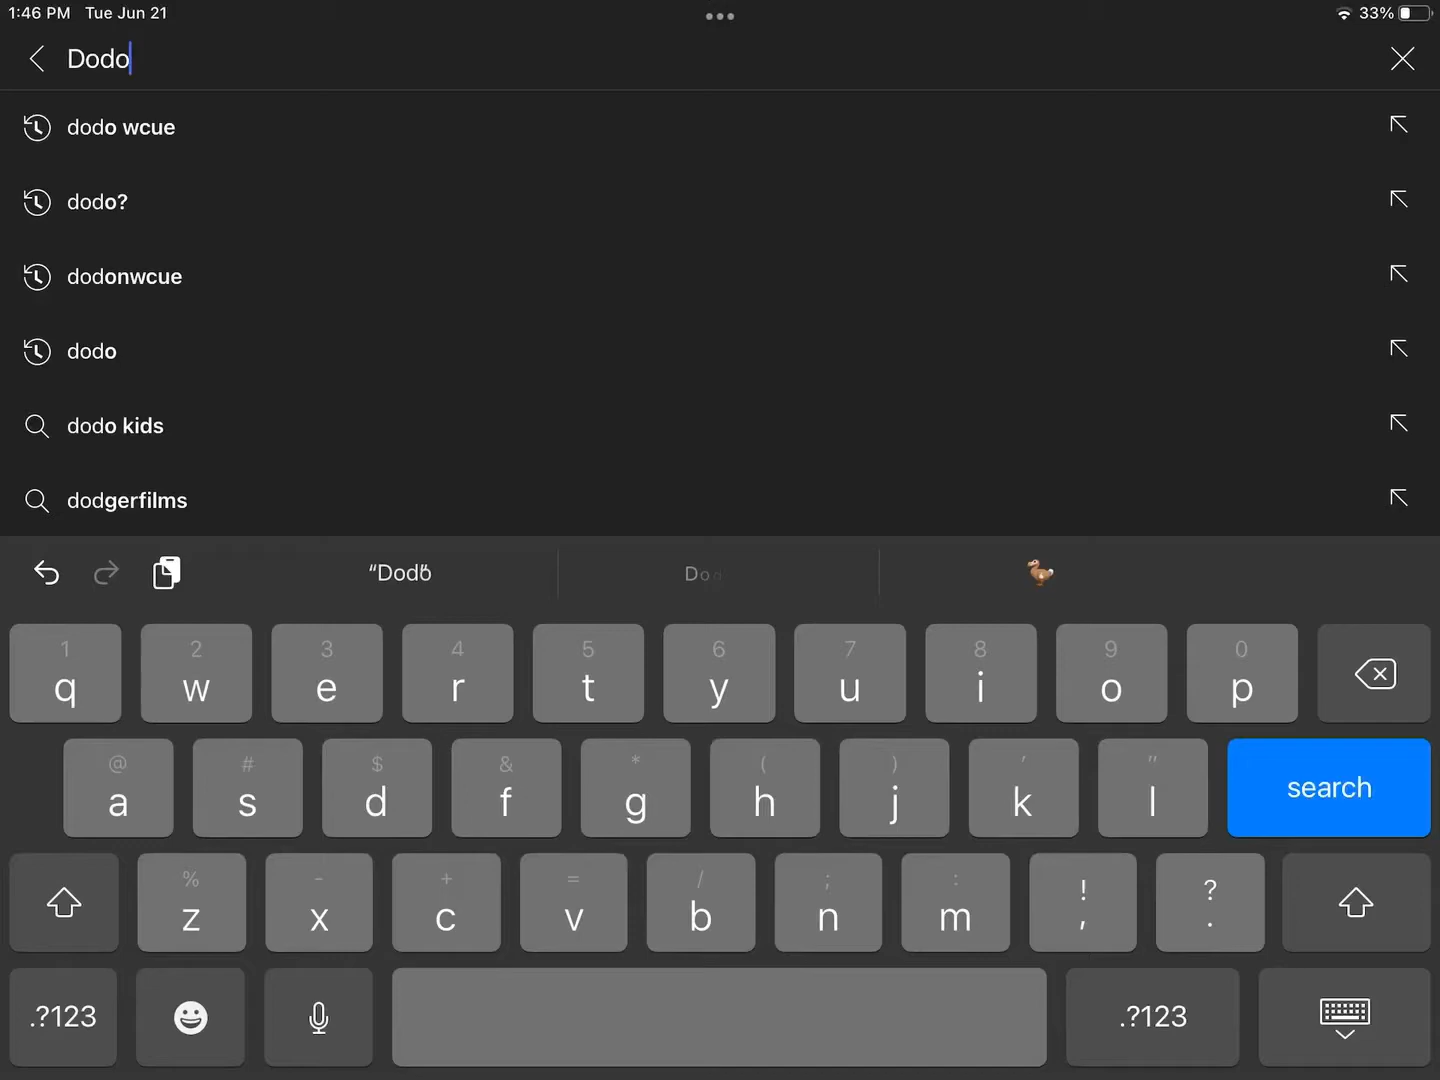 1:46 PM Tue Jun 21
33%
Dodo
dodo wcue
dodo?
dodonwcue
dodo
dodo kids
dodgerfilms
Dod
1 2 3 4 5 6 7 8 9 0
q w e r t y u i o p
@ # $ & * ( ) ' "
a s d f g h j k l search
% - + = / ; : ! ?
z x c v b n m , .
.?123 .?123